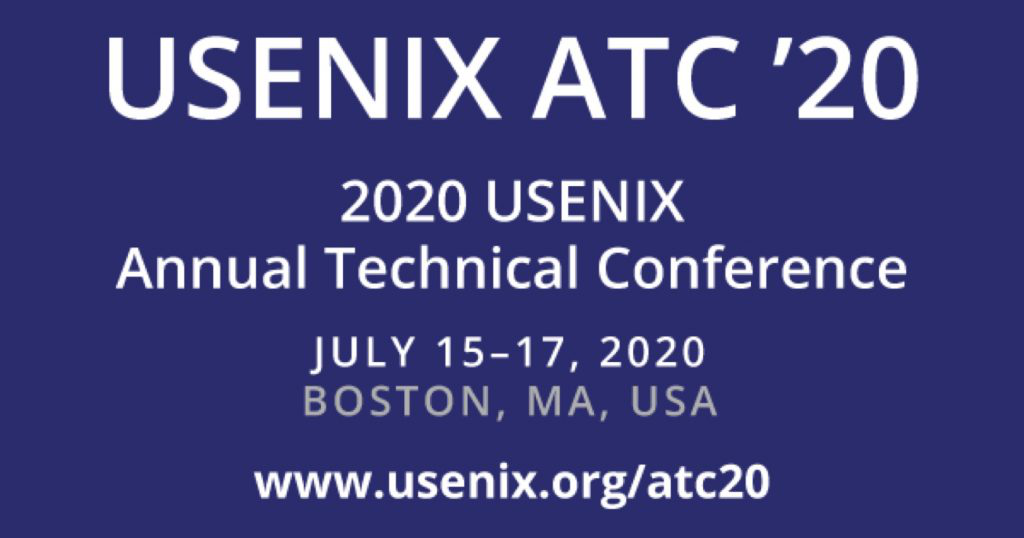 USENIX ATC ’20
2020 USENIX
Annual Technical Conference
JULY 15–17, 2020
BOSTON, MA, USA
www.usenix.org/atc20